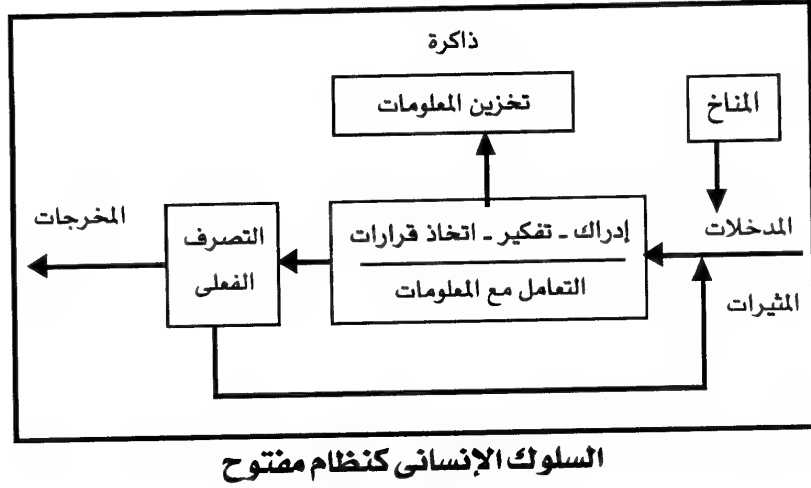 ذاكرة
تخزين المعلومات
المناخ
المدخلات
المثيرات
إدراك ـ تفكير ـ اتخاذ قرارات
التعامل مع المعلومات
التصرف
الفعلى
المخرجات
السلوك الإنسانى كنظام مفتوح